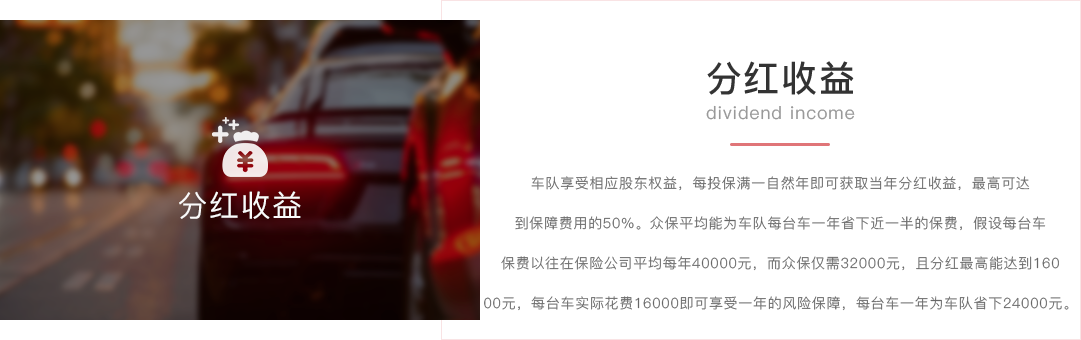 分红收益
分红收益
dividend income
车队享受相应股东权益，每投保满一自然年即可获取当年分红收益，最高可达
到保障费用的50%。众保平均能为车队每台车一年省下近一半的保费，假设每台车
保费以往在保险公司平均每年40000元，而众保仅需32000元，且分红最高能达到160
00元，每台车实际花费16000即可享受一年的风险保障，每台车一年为车队省下24000元。